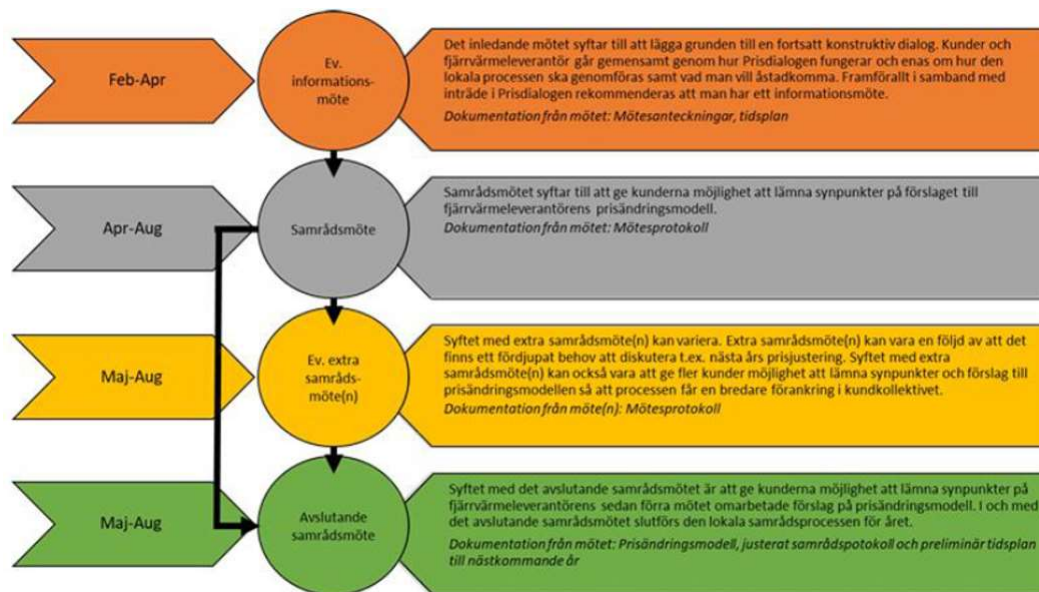 Feb-Apr
Ev.
informations-
möte
Det inledande mötet syftar till att lägga grunden till en fortsatt konstruktiv dialog. Kunder och
fjärrvärmeleverantör går gemensamt genom hur Prisdialogen fungerar och enas om hur den
lokala processen ska genomföras samt vad man vill åstadkomma. Framförallt i samband med
inträde i Prisdialogen rekommenderas att man har ett informationsmöte.
Dokumentation från mötet: Mötesanteckningar, tidsplan
Apr-Aug
Samrådsmöte
Samrådsmötet syftar till att ge kunderna möjlighet att lämna synpunkter på förslaget till
fjärrvärmeleverantörens prisändringsmodell.
Dokumentation från mötet: Mötesprotokoll
Maj-Aug
Ev. extra
samråds-
möte(n)
Syftet med extra samrådsmöte(n) kan variera. Extra samrådsmöte(n) kan vara en följd av att det
finns ett fördjupat behov att diskutera t.ex. nästa års prisjustering. Syftet med extra
samrådsmöte(n) kan också vara att ge fler kunder möjlighet att lämna synpunkter och förslag till
prisändringsmodellen så att processen får en bredare förankring i kundkollektivet.
Dokumentation från möte(n): Mötesprotokoll
Maj-Aug
Avslutande
samrådsmöte
Syftet med det avslutande samrådsmötet är att ge kunderna möjlighet att lämna synpunkter på
fjärrvärmeleverantörens sedan förra mötet omarbetade förslag på prisändringsmodell. I och med
det avslutande samrådsmötet slutförs den lokala samrådsprocessen för året.
Dokumentation från mötet: Prisändringsmodell, justerat samrådspotokoll och preliminär tidsplan
till nästkommande år